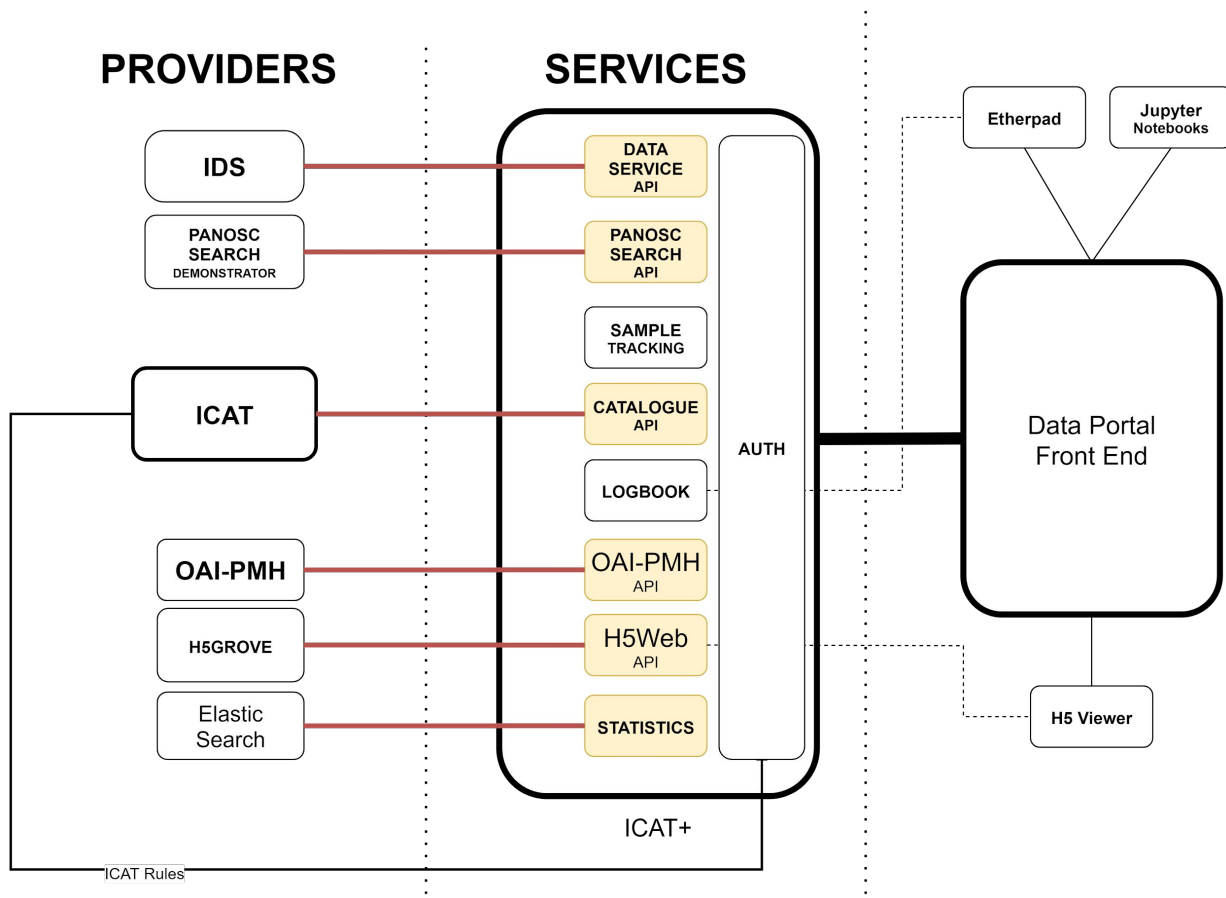 PROVIDERS
SERVICES
IDS
PANOSC
SEARCH
DEMONSTRATOR
ICAT
OAI-PMH
H5GROVE
Elastic
Search
DATA
SERVICE
API
PANOSC
SEARCH
API
SAMPLE
TRACKING
CATALOGUE
API
LOGBOOK
OAI-PMH
API
H5Web
API
STATISTICS
AUTH
ICAT+
ICAT Rules
Etherpad
Jupyter
Notebooks
Data Portal
Front End
H5 Viewer